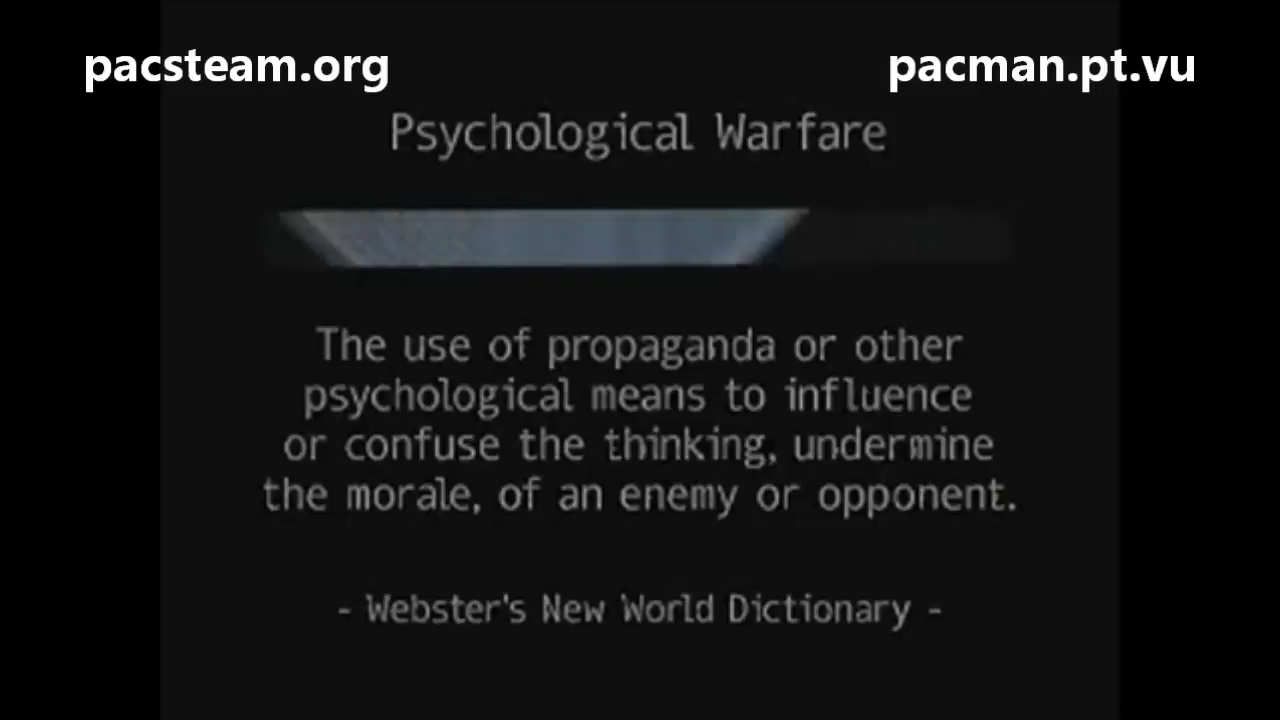 pacsteam.org
pacman.pt.vu
Psychological Warfare
The use of propaganda or other
psychological means to influence
or confuse the thinking, undermine
the morale, of an enemy or opponent.
- Webster's New World Dictionary -